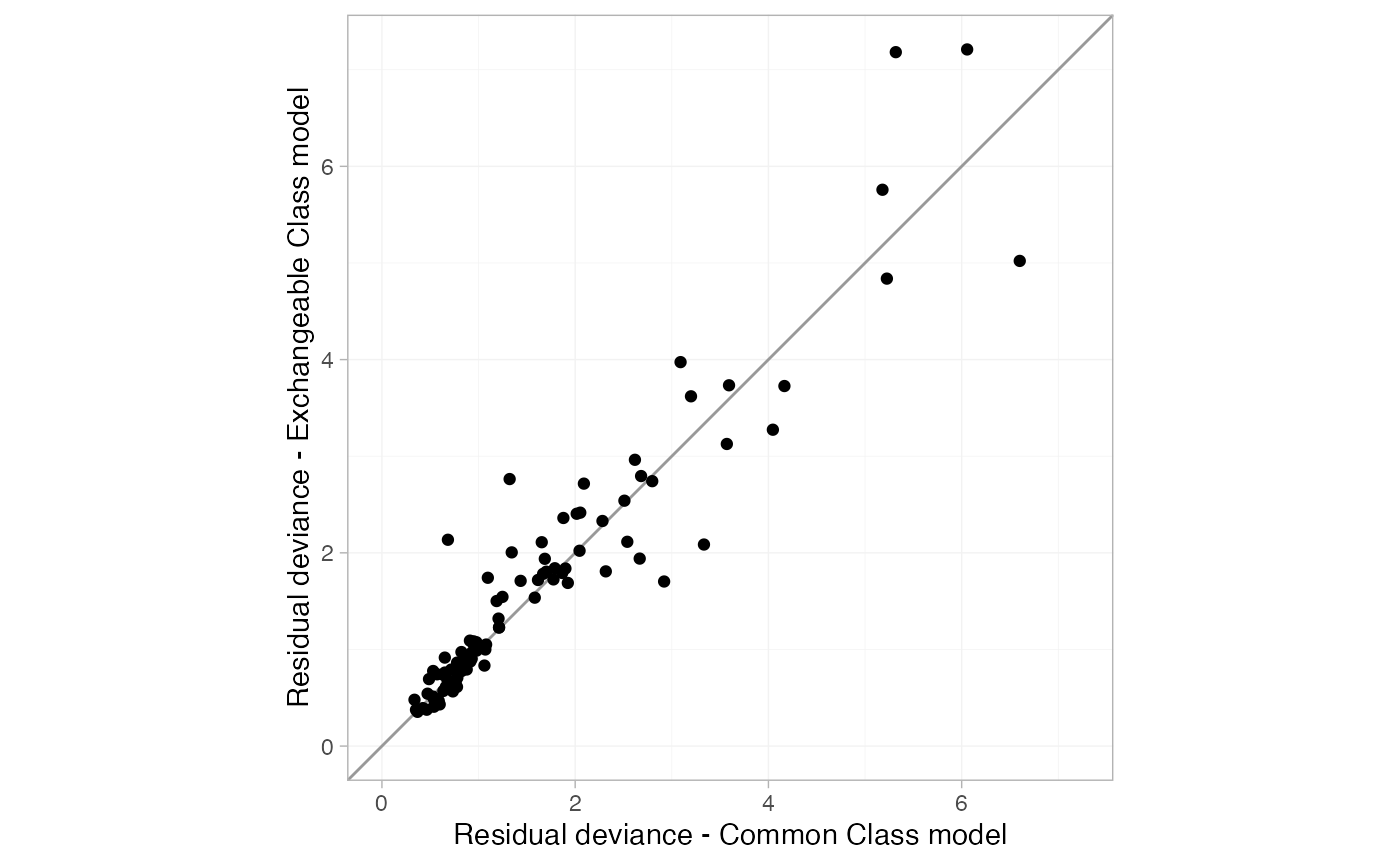 Residual deviance - Exchangeable Class model
6
4
2
0
0 2 4 6
Residual deviance - Common Class model